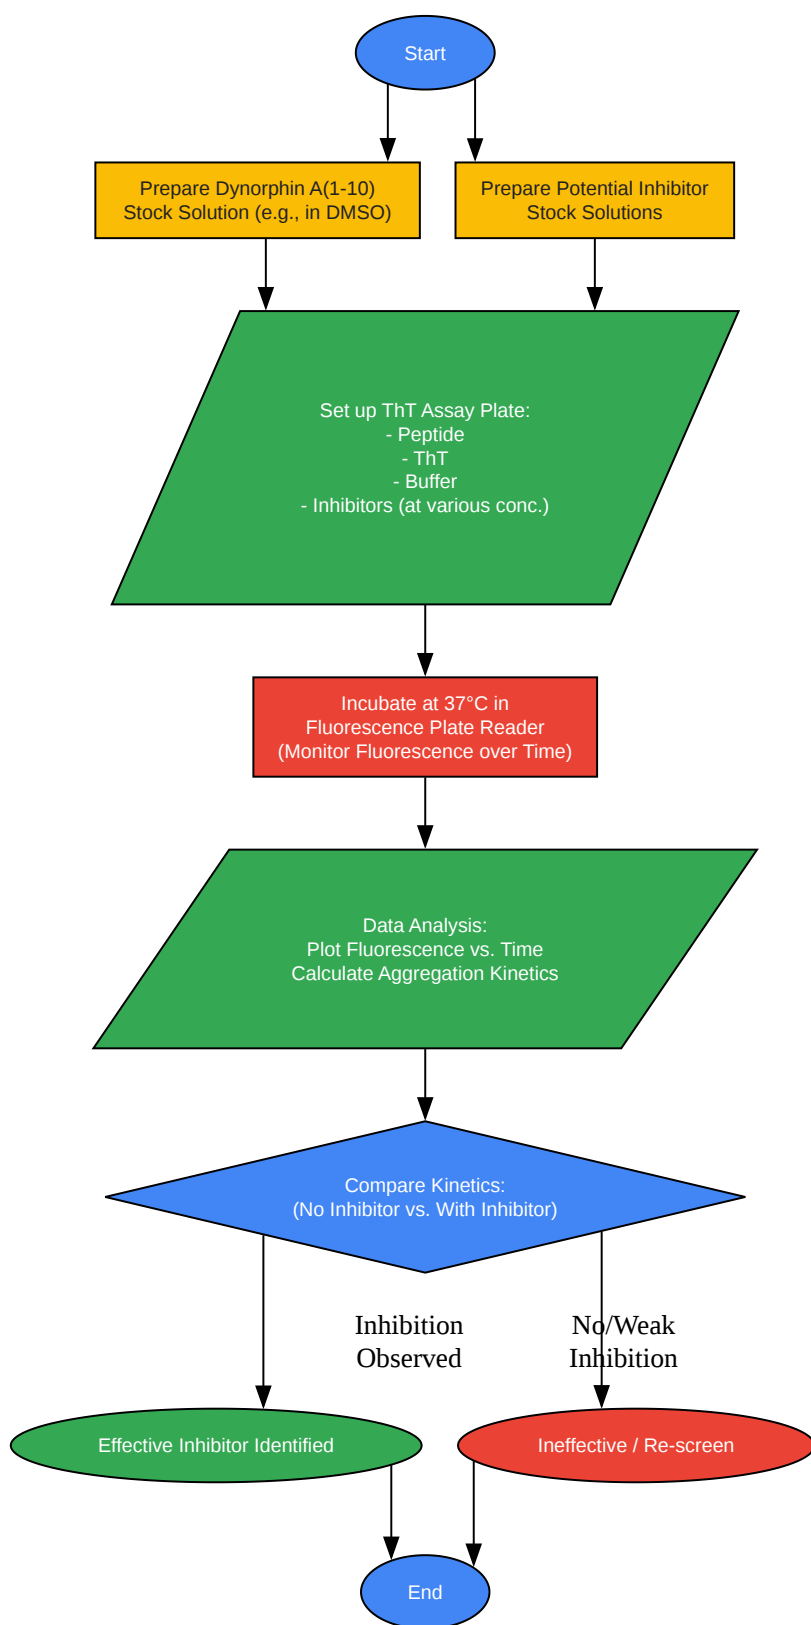 Start
Prepare Dynorphin A(1-10)
Stock Solution (e.g., in DMSO)
Prepare Potential Inhibitor
Stock Solutions
Set up ThT Assay Plate:
- Peptide
- ThT
- Buffer
- Inhibitors (at various conc.)
Incubate at 37°C in
Fluorescence Plate Reader
(Monitor Fluorescence over Time)
Data Analysis:
Plot Fluorescence vs. Time
Calculate Aggregation Kinetics
Compare Kinetics:
(No Inhibitor vs. With Inhibitor)
Inhibition
Observed
No/Weak
Inhibition
Effective Inhibitor Identified
Ineffective / Re-screen
End